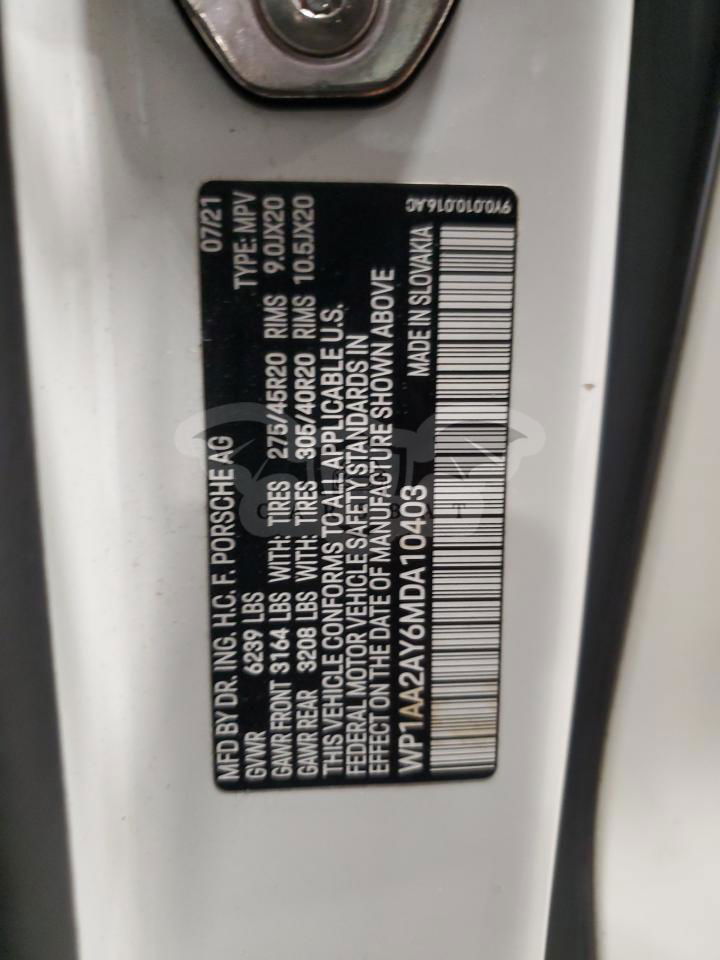 MFD BY DR. ING. H.C. F. PORSCHE AG 07/21
GVWR 6239 LBS TYPE: MPV
GAWR FRONT 3164 LBS WITH: TIRES 275/45R20 RIMS 9.0JX20
GAWR REAR 3208 LBS WITH: TIRES 305/40R20 RIMS 10.5JX20
THIS VEHICLE CONFORMS TO ALL APPLICABLE U.S.
FEDERAL MOTOR VEHICLE SAFETY STANDARDS IN
EFFECT ON THE DATE OF MANUFACTURE SHOWN ABOVE
WP1AA2AY6MDA10403 MADE IN SLOVAKIA
9Y0.010.016.AC